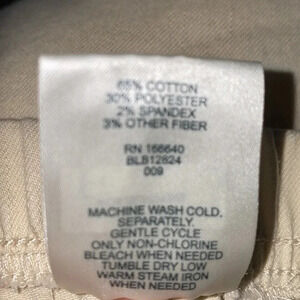 65% COTTON
30% POLYESTER
2% SPANDEX
3% OTHER FIBER
RN 166640
BLB12824
009
MACHINE WASH COLD,
SEPARATELY,
GENTLE CYCLE
ONLY NON-CHLORINE
BLEACH WHEN NEEDED
TUMBLE DRY LOW
WARM STEAM IRON
WHEN NEEDED